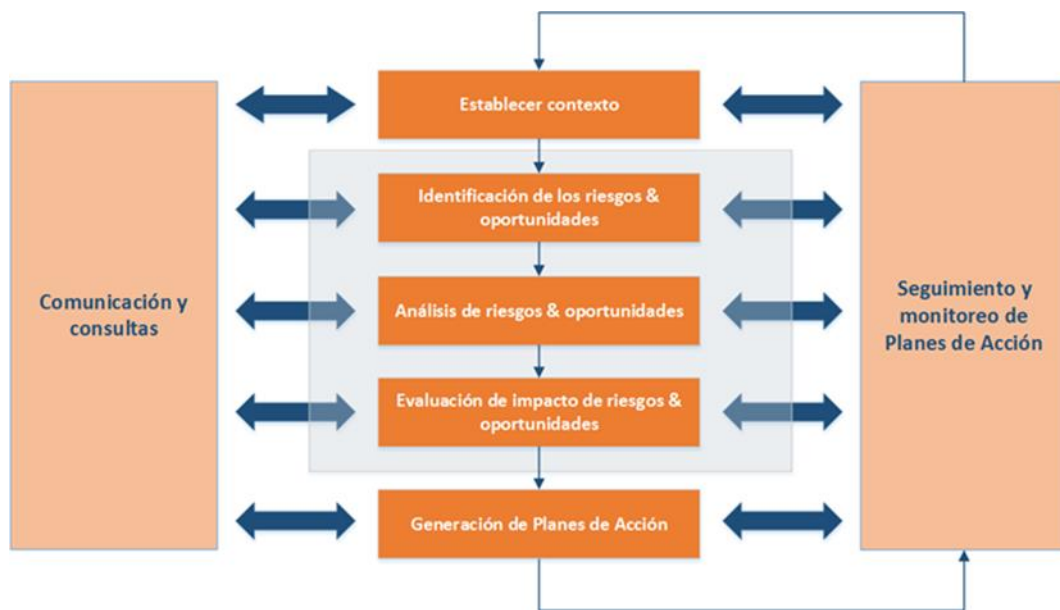 Establecer contexto
Identificación de los riesgos &
oportunidades
Comunicación y
consultas
Análisis de riesgos & oportunidades
Seguimiento y
monitoreo de
Planes de Acción
Evaluación de impacto de riesgos &
oportunidades
Generación de Planes de Acción